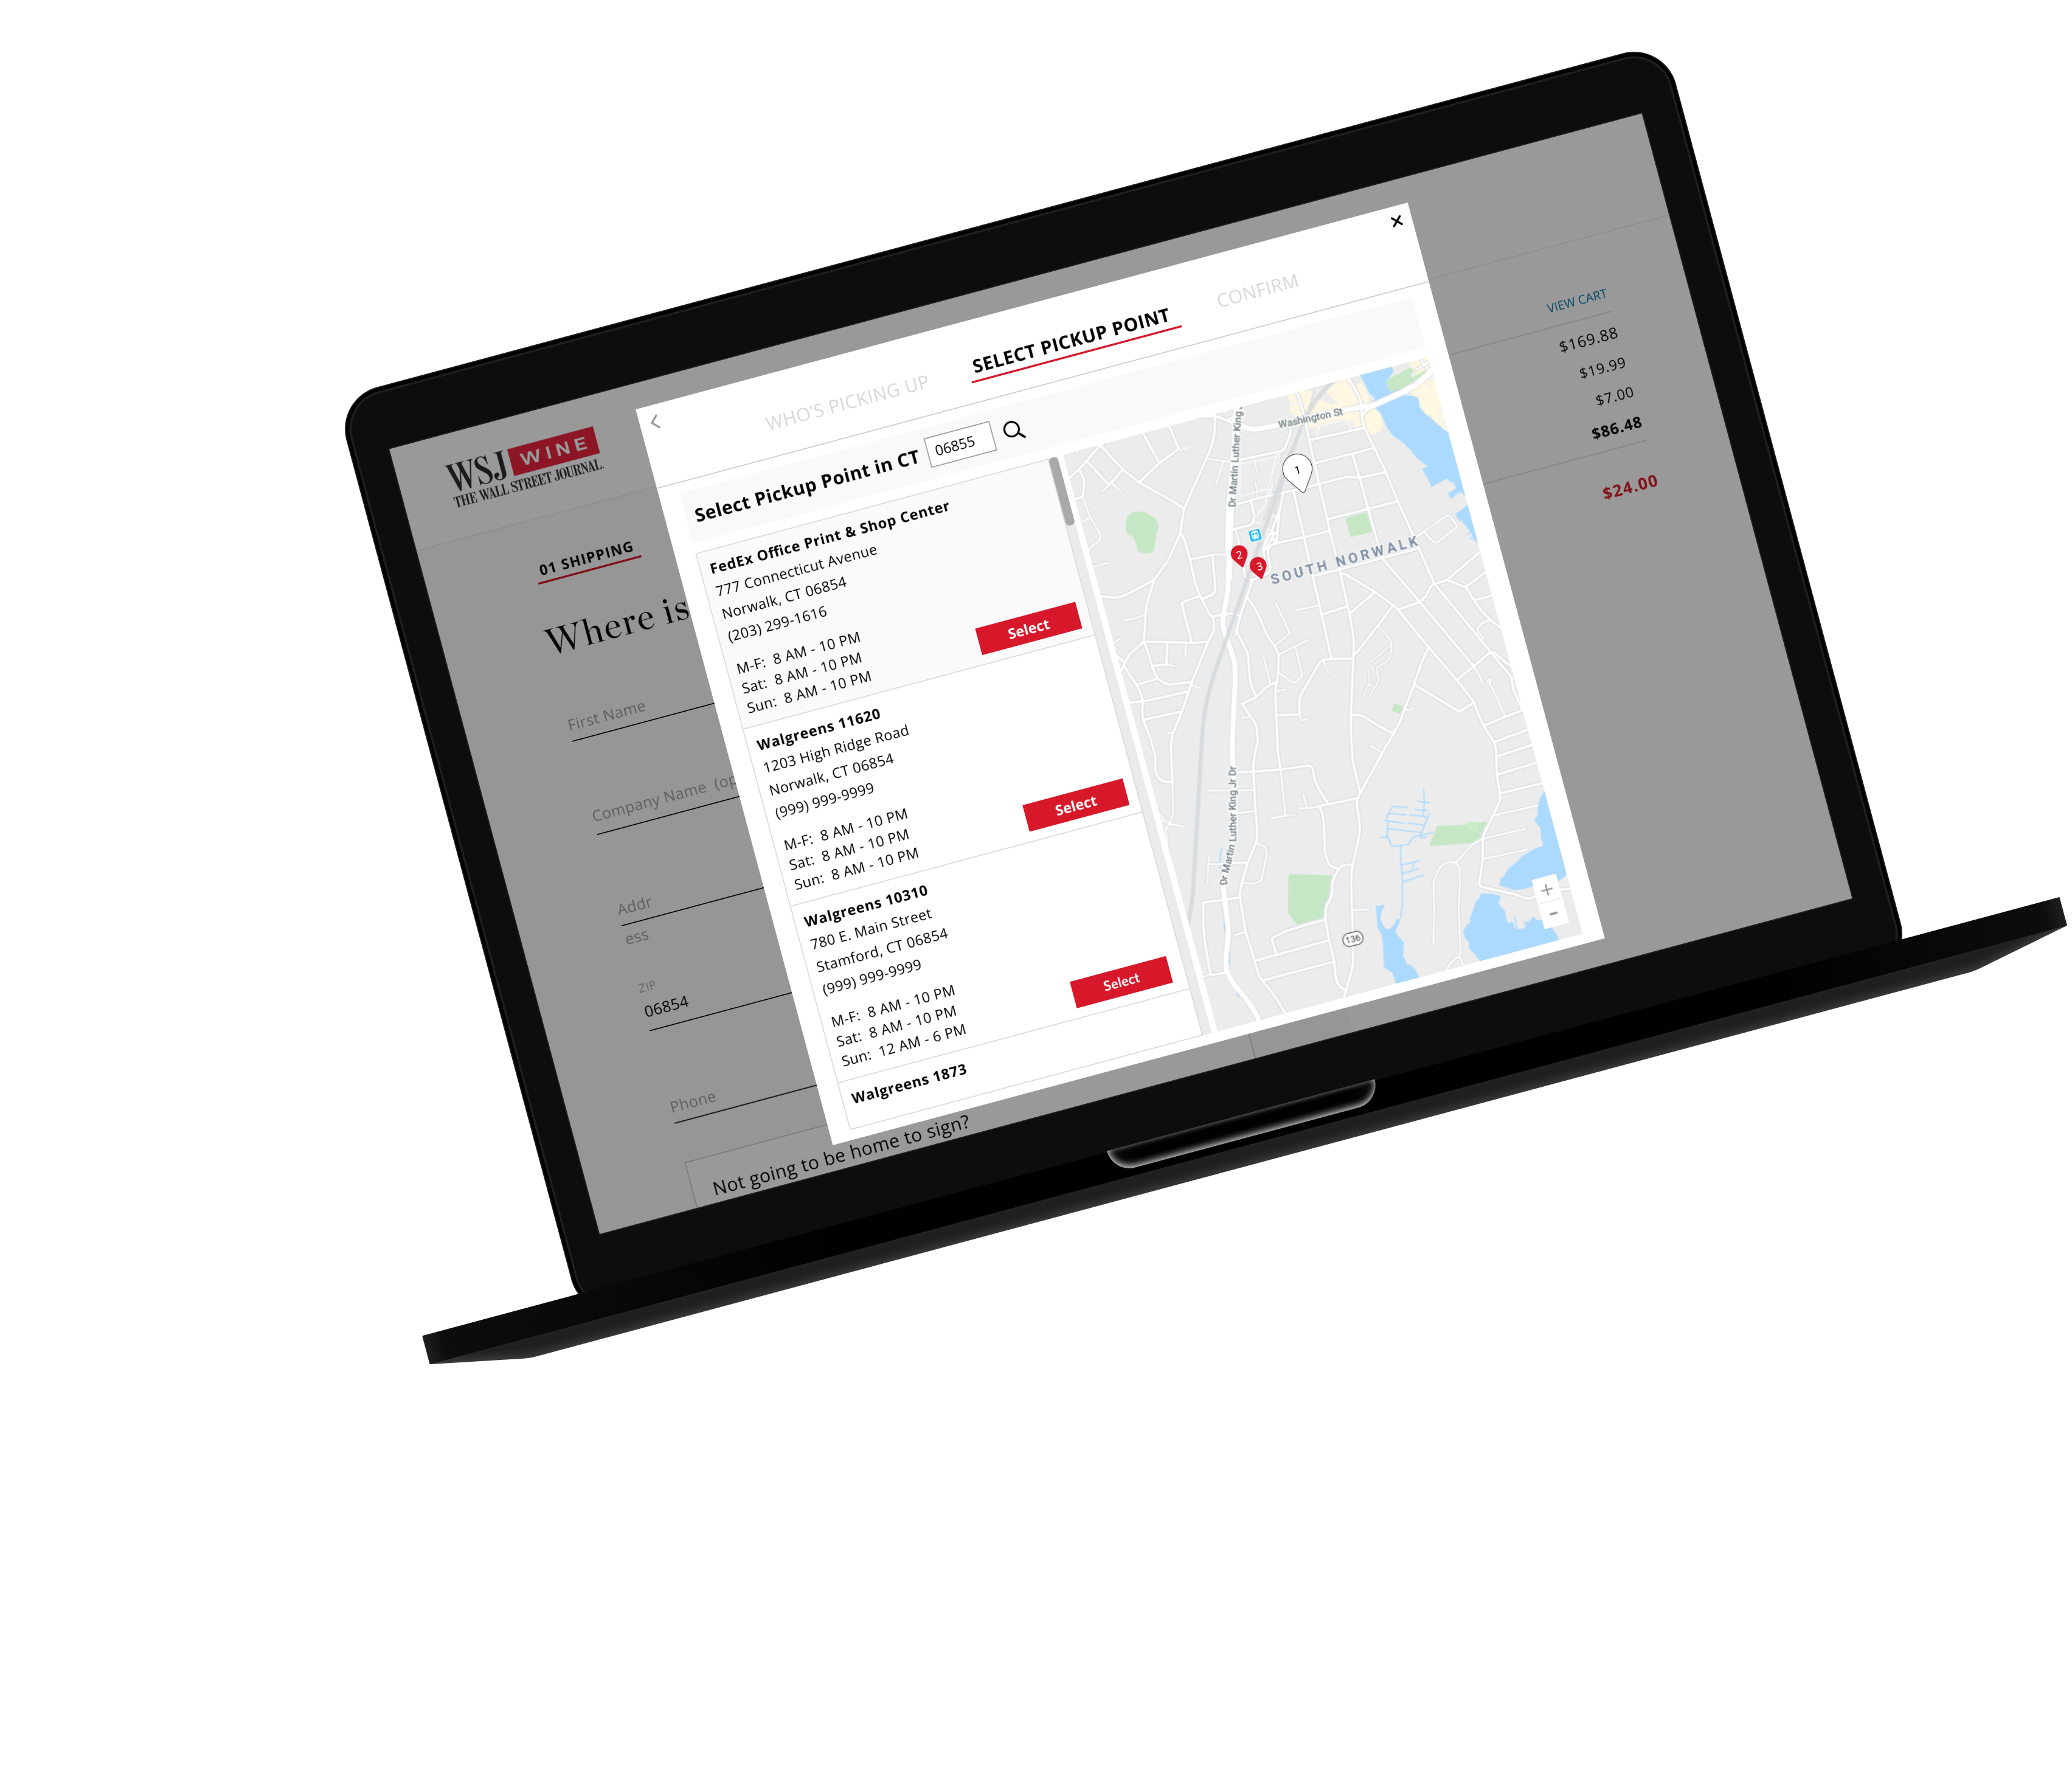 WSJ WINE
THE WALL STREET JOURNAL.
01 SHIPPING
Where is
First Name
Company Name (op
Addr
ess
ZIP
06854
Phone
Not going to be home to sign?
WHO'S PICKING UP
SELECT PICKUP POINT
CONFIRM
Select Pickup Point in CT
06855
FedEx Office Print & Shop Center
777 Connecticut Avenue
Norwalk, CT 06854
(203) 299-1616
M-F: 8 AM - 10 PM
Sat: 8 AM - 10 PM
Sun: 8 AM - 10 PM
Select
Walgreens 11620
1203 High Ridge Road
Norwalk, CT 06854
(999) 999-9999
M-F: 8 AM - 10 PM
Sat: 8 AM - 10 PM
Sun: 8 AM - 10 PM
Select
Walgreens 10310
780 E. Main Street
Stamford, CT 06854
(999) 999-9999
M-F: 8 AM - 10 PM
Sat: 8 AM - 10 PM
Sun: 12 AM - 6 PM
Select
Walgreens 1873
Washington St
Dr Martin Luther King J
1
2
3
SOUTH NORWALK
Dr Martin Luther King Jr Dr
136
+
-
VIEW CART
$169.88
$19.99
$7.00
$86.48
$24.00